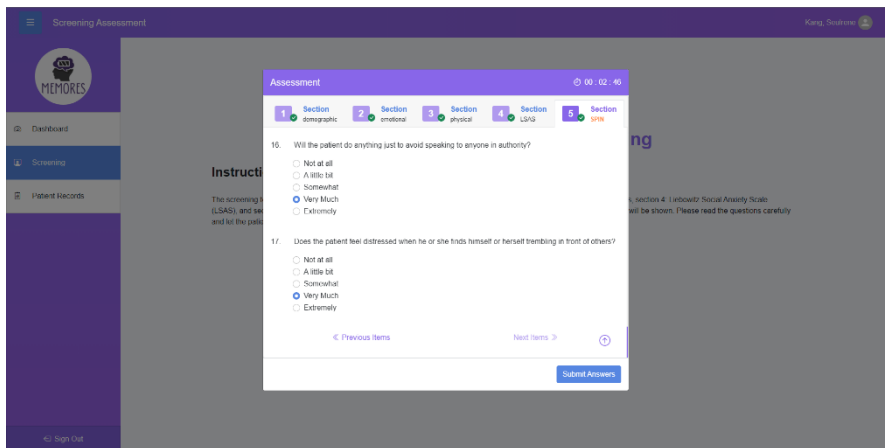 Screening Assessment
Kang, Seulrone
MEMORES
Dashboard
Screening
Patient Records
Sign Out
ng
Instructi
The screening
s, section 4. Liebowitz Social Anxiety Scale
(LSAS), and se
will be shown. Please read the questions carefully
and let the patie
Assessment
00 : 02 : 46
1 Section demographic
2 Section emotional
3 Section physical
4 Section LSAS
5 Section SPIN
16. Will the patient do anything just to avoid speaking to anyone in authority?
Not at all
A little bit
Somewhat
Very Much
Extremely
17. Does the patient feel distressed when he or she finds himself or herself trembling in front of others?
Not at all
A little bit
Somewhat
Very Much
Extremely
Previous Items
Next Items
Submit Answers